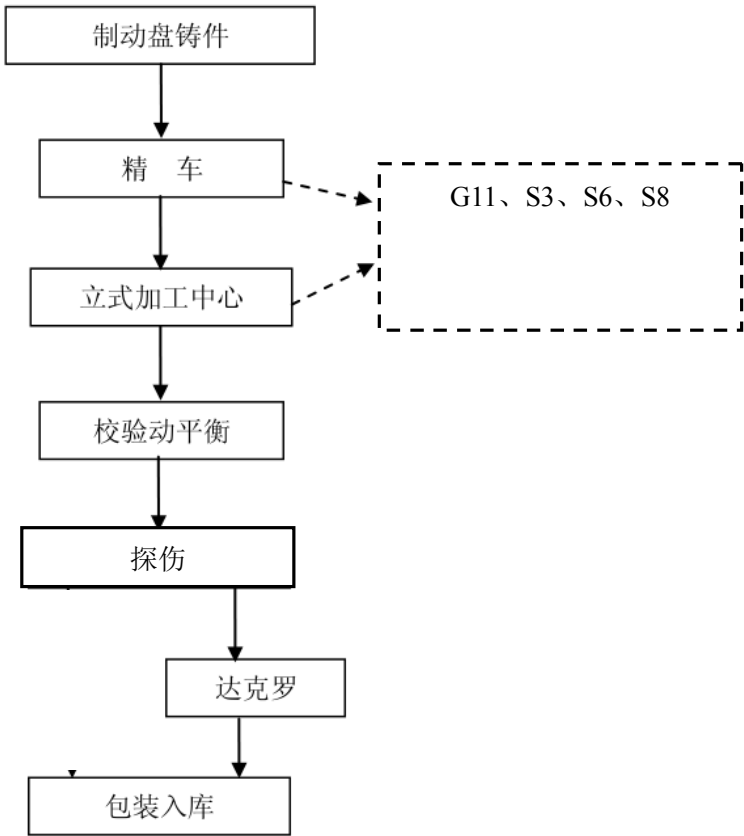 制动盘铸件
精 车
G11、S3、S6、S8
立式加工中心
校验动平衡
探伤
达克罗
包装入库